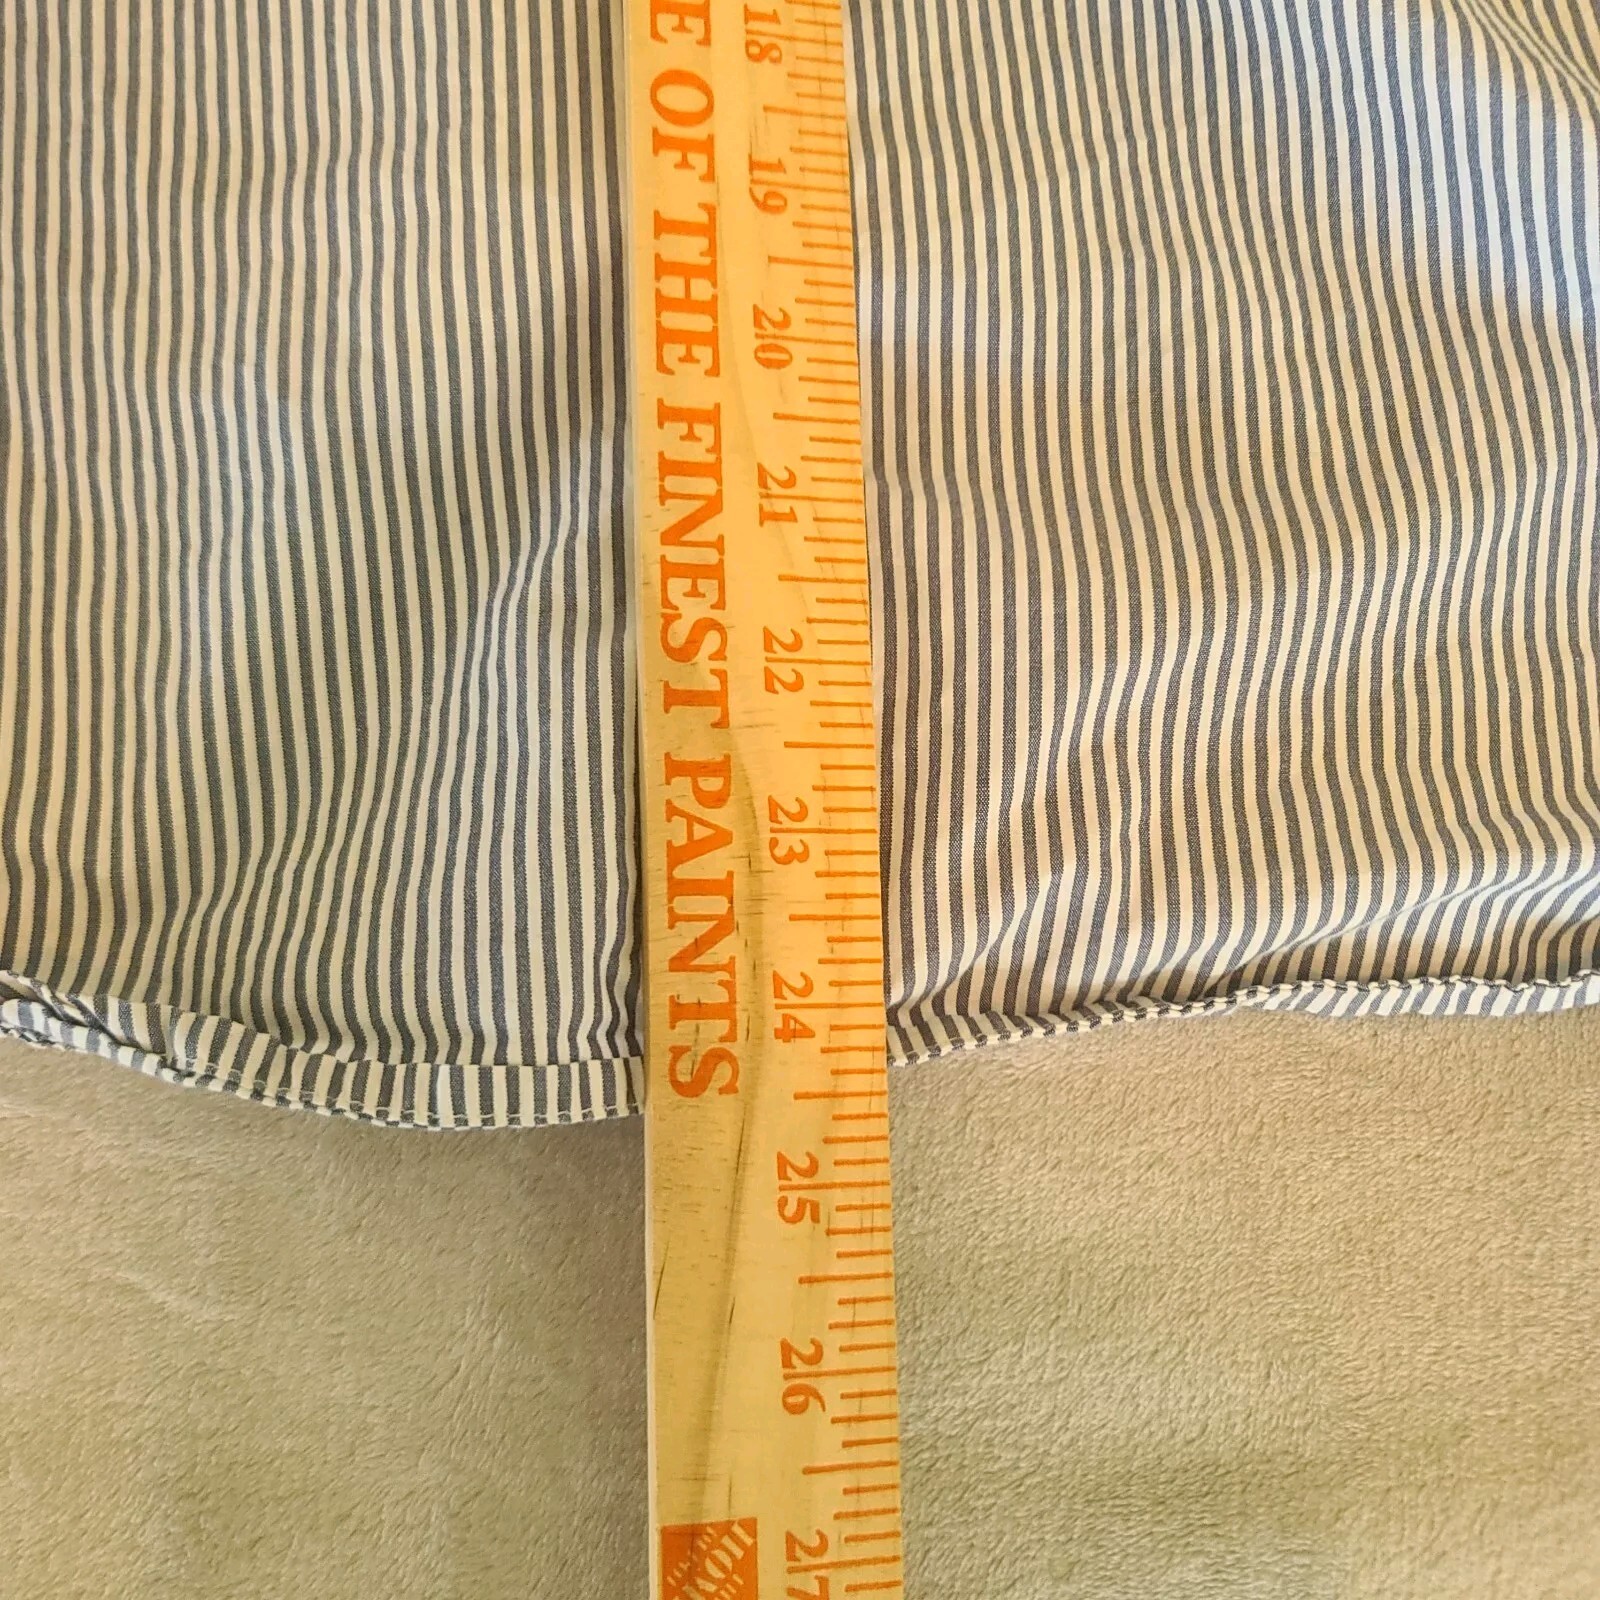 E OF THE FINEST PAINTS
18 19 20 21 22 23 24 25 26 27